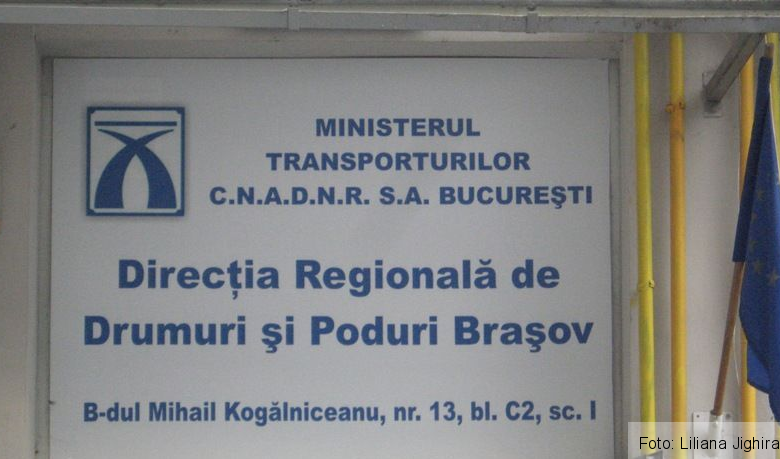 MINISTERUL
TRANSPORTURILOR
C.N.A.D.N.R. S.A. BUCUREŞTI
Direcţia Regională de
Drumuri şi Poduri Braşov
B-dul Mihail Kogălniceanu, nr. 13, bl. C2, sc. I
Foto: Liliana Jighira